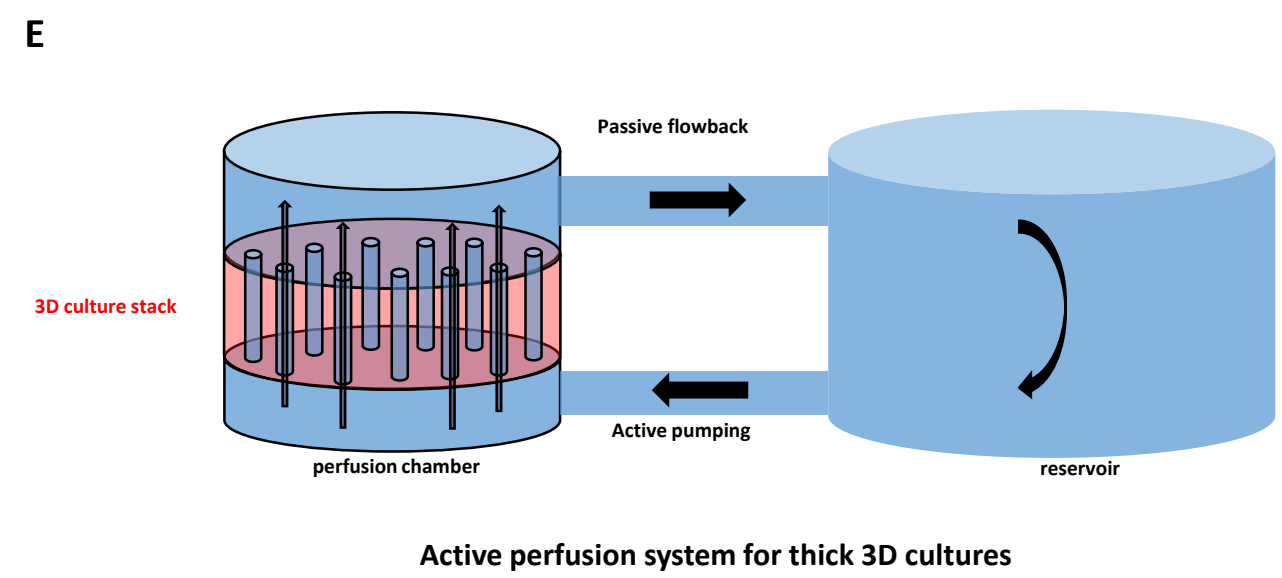 E
Passive flowback
3D culture stack
Active pumping
perfusion chamber
reservoir
Active perfusion system for thick 3D cultures